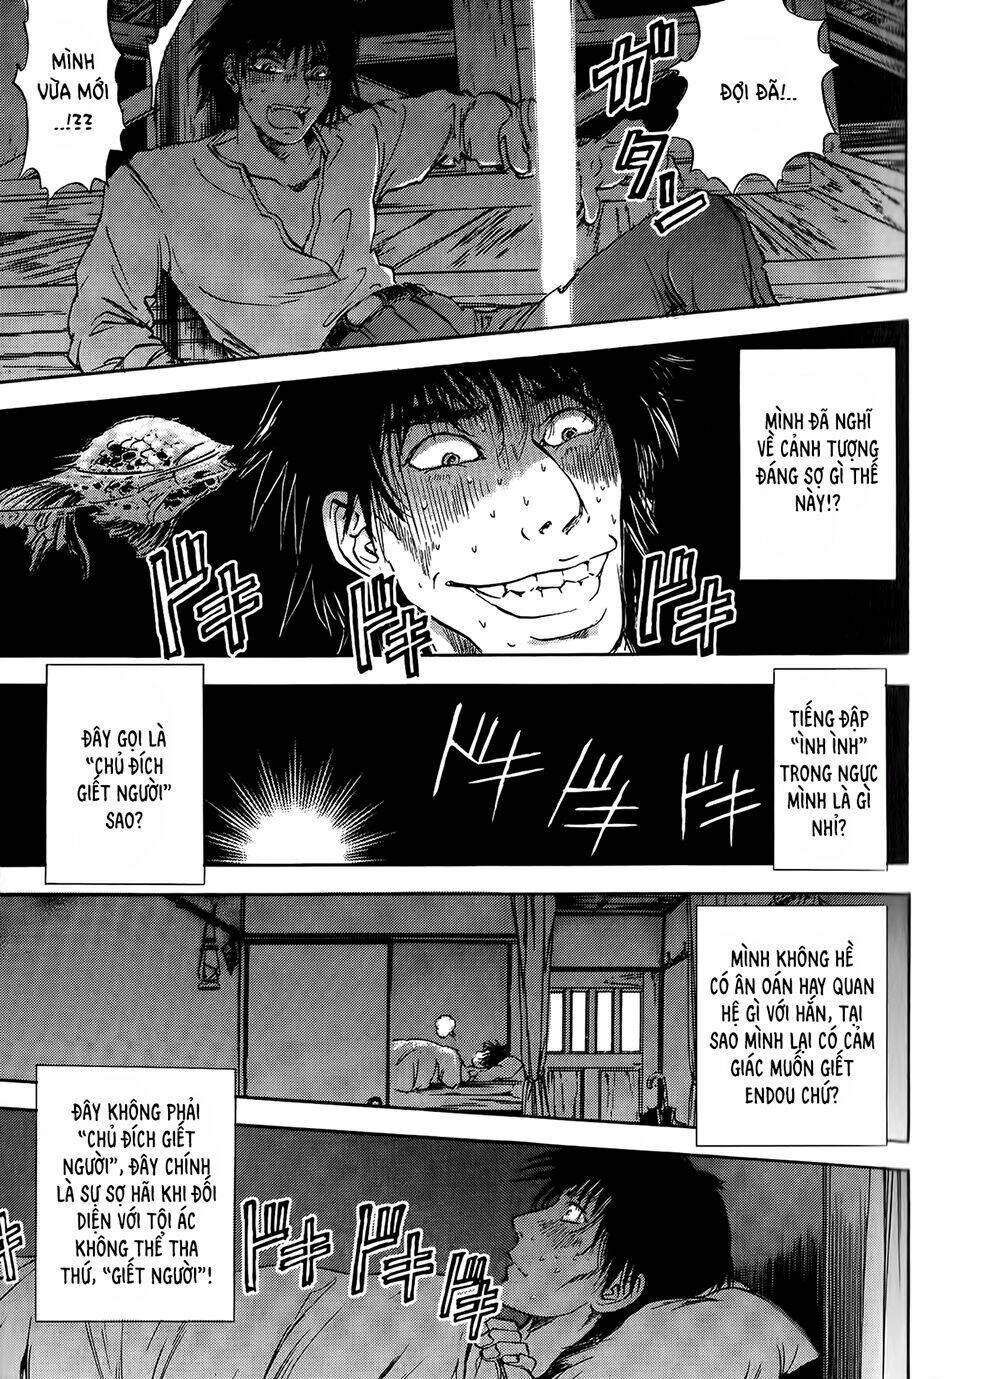 ĐỢI ĐÃ!..
ガ
タ
ン
MÌNH
VỪA MỚI
...!??
MÌNH ĐÃ NGHĨ
VỀ CẢNH TƯỢNG
ĐÁNG SỢ GÌ THẾ
NÀY!?
ドキ
ドキ
ドキ
TIẾNG ĐẬP
“ÌNH ÌNH”
TRONG NGỰC
MÌNH LÀ GÌ
NHỈ?
ドキ
ドキ
ドキ
ĐÂY GỌI LÀ
“CHỦ ĐÍCH
GIẾT NGƯỜI”
SAO?
MÌNH KHÔNG HỀ
CÓ ÂN OÁN HAY QUAN
HỆ GÌ VỚI HẮN, TẠI
SAO MÌNH LẠI CÓ CẢM
GIÁC MUỐN GIẾT
ENDOU CHỨ?
ĐÂY KHÔNG PHẢI
“CHỦ ĐÍCH GIẾT
NGƯỜI”, ĐÂY CHÍNH
LÀ SỰ SỢ HÃI KHI ĐỐI
DIỆN VỚI TỘI ÁC
KHÔNG THỂ THA
THỨ, “GIẾT NGƯỜI”!
ドキ
ドキ
ドキ